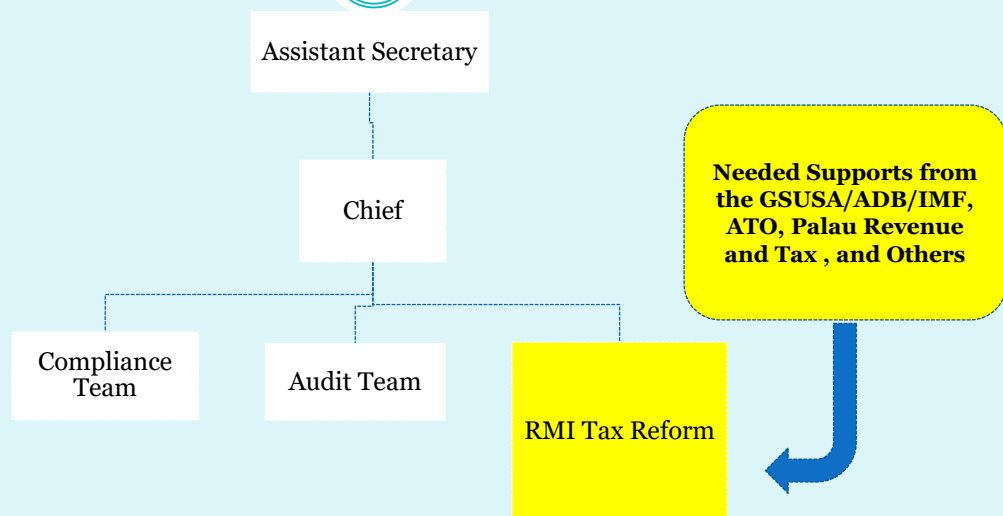 Assistant Secretary
Chief
Needed Supports from
the GSUSA/ADB/IMF,
ATO, Palau Revenue
and Tax , and Others
Compliance
Team
Audit Team
RMI Tax Reform